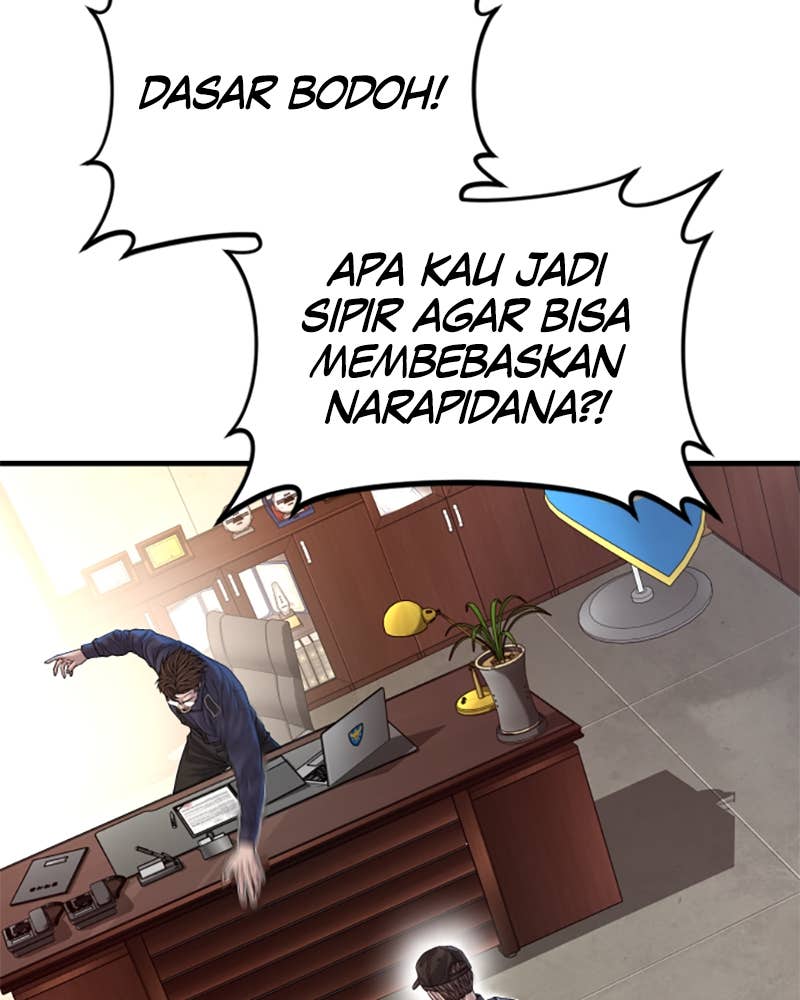 DASAR BODOH!
APA KAU JADI
SIPIR AGAR BISA
MEMBEBASKAN
NARAPIDANA?!